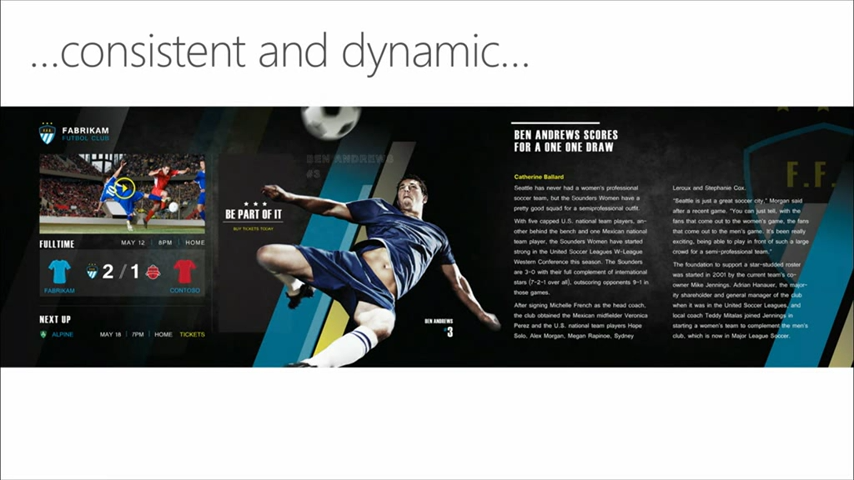 ...consistent and dynamic...
FABRIKAM
FUTBOL CLUB
FULLTIME
MAY 12 | 8PM | HOME
2 / 1
FABRIKAM
CONTOSO
NEXT UP
ALPINE
MAY 18 | 7PM | HOME TICKETS
BE PART OF IT
BUY TICKETS TODAY
BEN ANDREWS
#3
BEN ANDREWS
3
BEN ANDREWS SCORES
FOR A ONE ONE DRAW
Catherine Ballard
Seattle has never had a women's professional
soccer team, but the Sounders Women have a
pretty good squad for a semiprofessional outfit.
With five capped U.S. national team players, an-
other behind the bench and one Mexican national
team player, the Sounders Women have started
strong in the United Soccer Leagues W-League
Western Conference this season. The Sounders
are 3-0 with their full complement of international
stars (7-2-1 over all), outscoring opponents 9-1 in
those games.
After signing Michelle French as the head coach,
the club obtained the Mexican midfielder Veronica
Perez and the U.S. national team players Hope
Solo, Alex Morgan, Megan Rapinoe, Sydney
Leroux and Stephanie Cox.
"Seattle is just a great soccer city," Morgan said
after a recent game. "You can just tell, with the
fans that come out to the women's game, the fans
that come out to the men's game. It's been really
exciting, being able to play in front of such a large
crowd for a semi-professional team."
The foundation to support a star-studded roster
was started in 2001 by the current team's co-
owner Mike Jennings. Adrian Hanauer, the major-
ity shareholder and general manager of the club
when it was in the United Soccer Leagues, and
local coach Teddy Mitalas joined Jennings in
starting a women's team to complement the men's
club, which is now in Major League Soccer.
F.F.